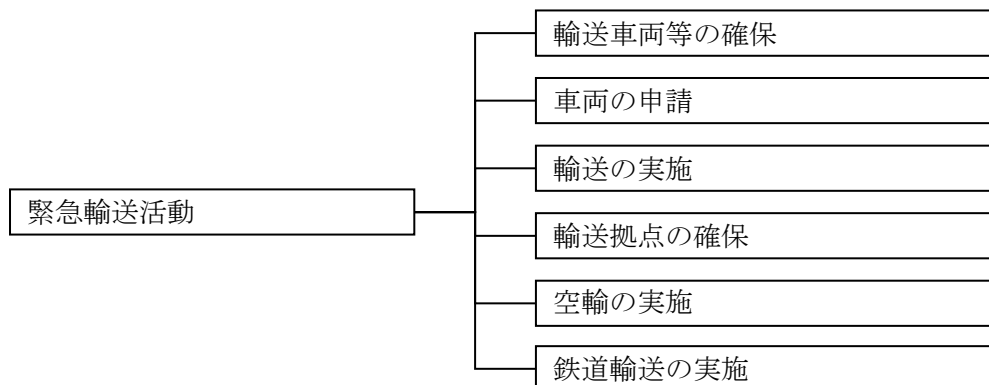 輸送車両等の確保
車両の申請
輸送の実施
緊急輸送活動
輸送拠点の確保
空輸の実施
鉄道輸送の実施